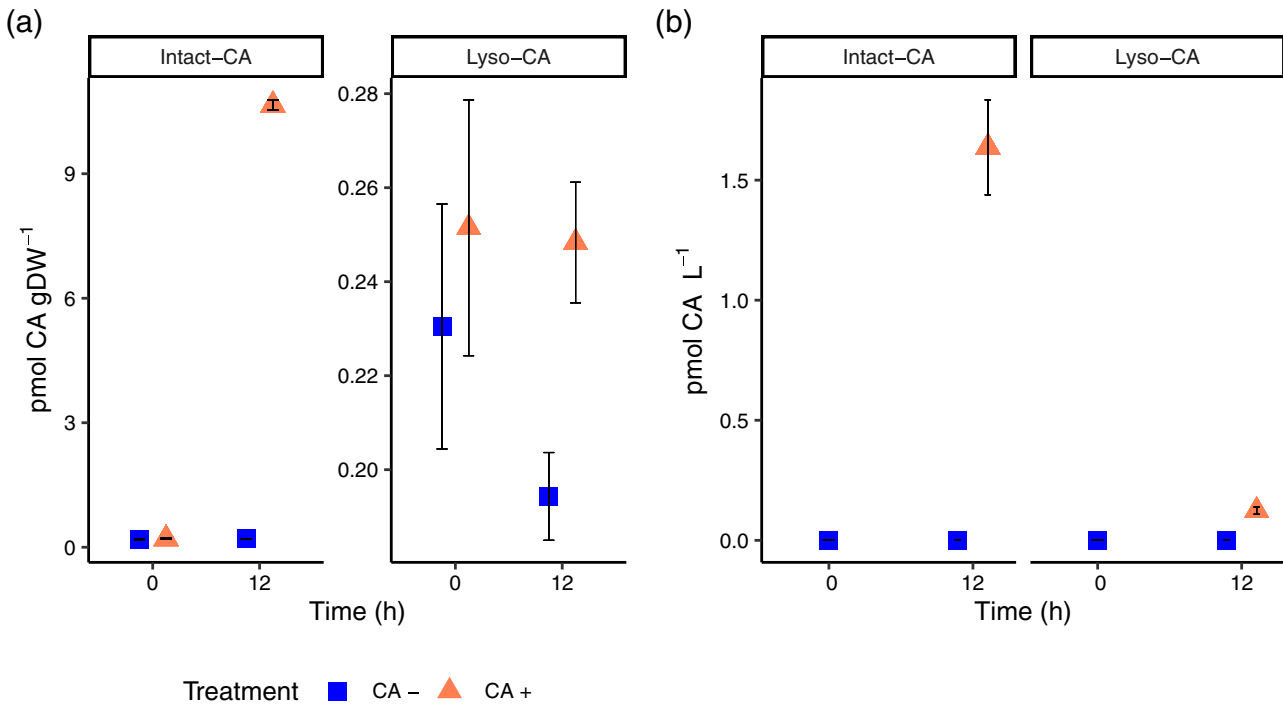 (a)
(b)
Intact−CA
Lyso−CA
Intact−CA
Lyso−CA
pmol CA gDW⁻¹
9
6
3
0
0.28
0.26
0.24
0.22
0.20
pmol CA L⁻¹
1.5
1.0
0.5
0.0
0
12
0
12
0
12
0
12
Time (h)
Time (h)
Treatment CA − CA +